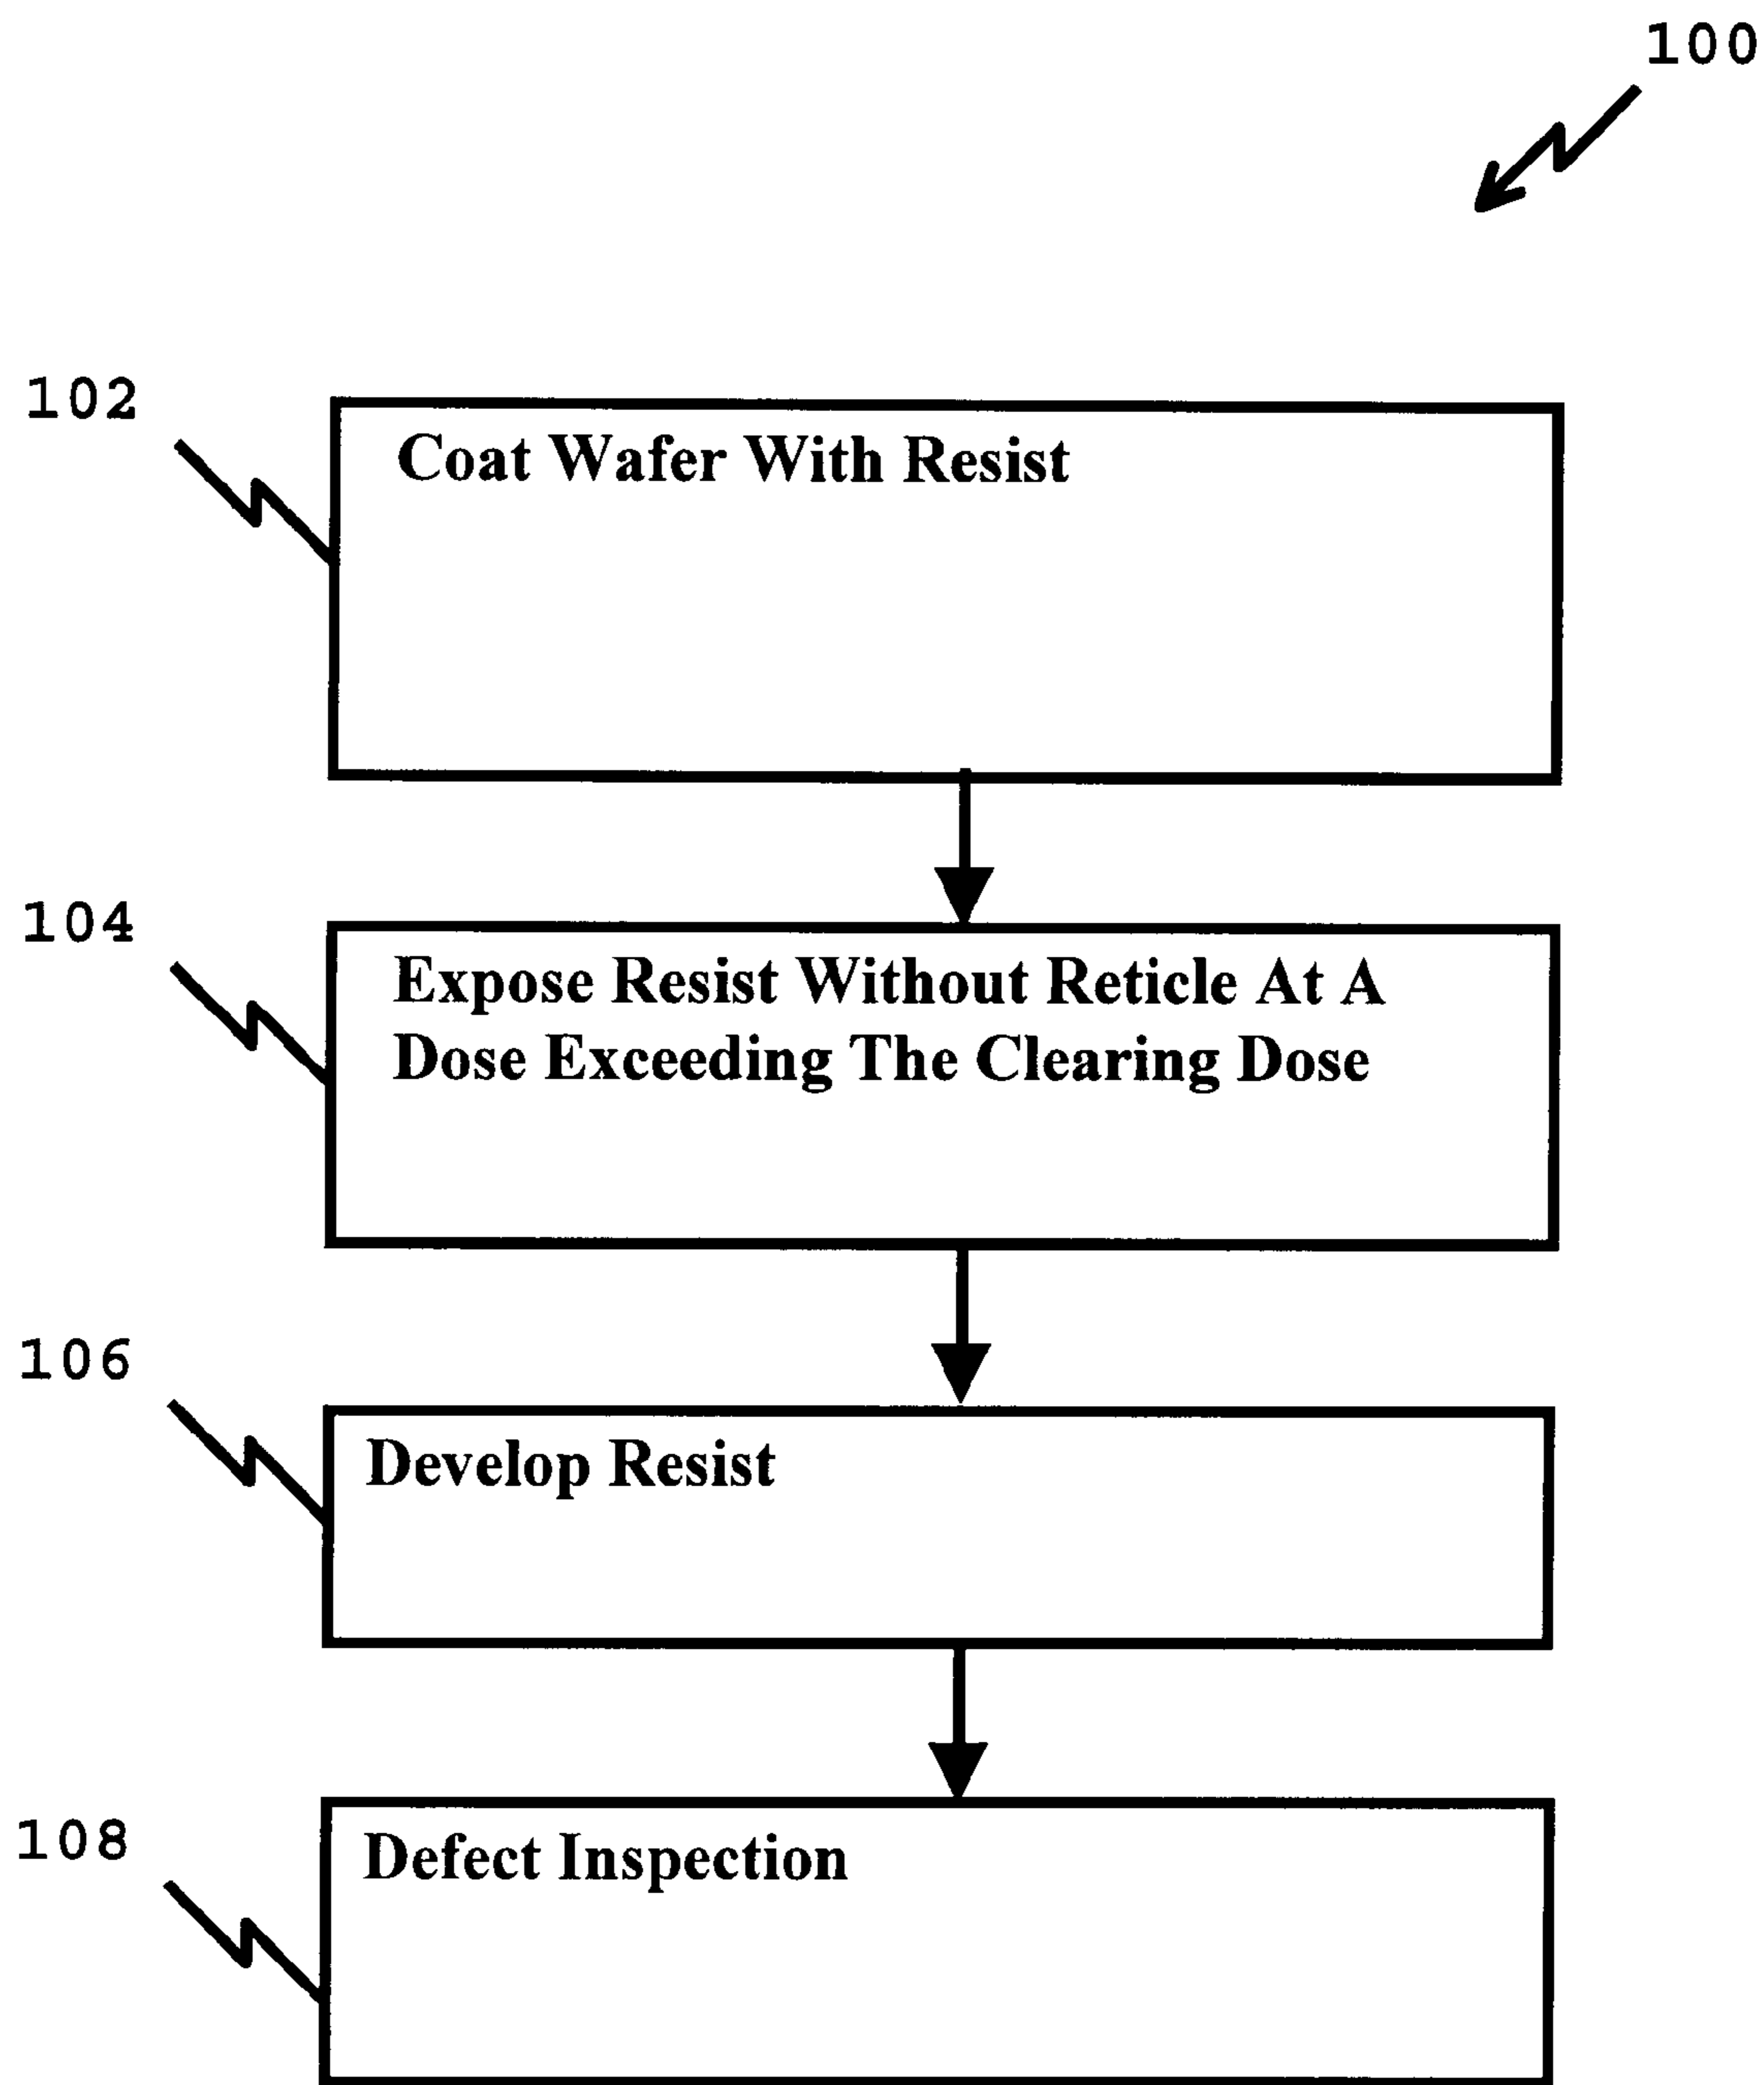 100
102
Coat Wafer With Resist
104
Expose Resist Without Reticle At A
Dose Exceeding The Clearing Dose
106
Develop Resist
108
Defect Inspection